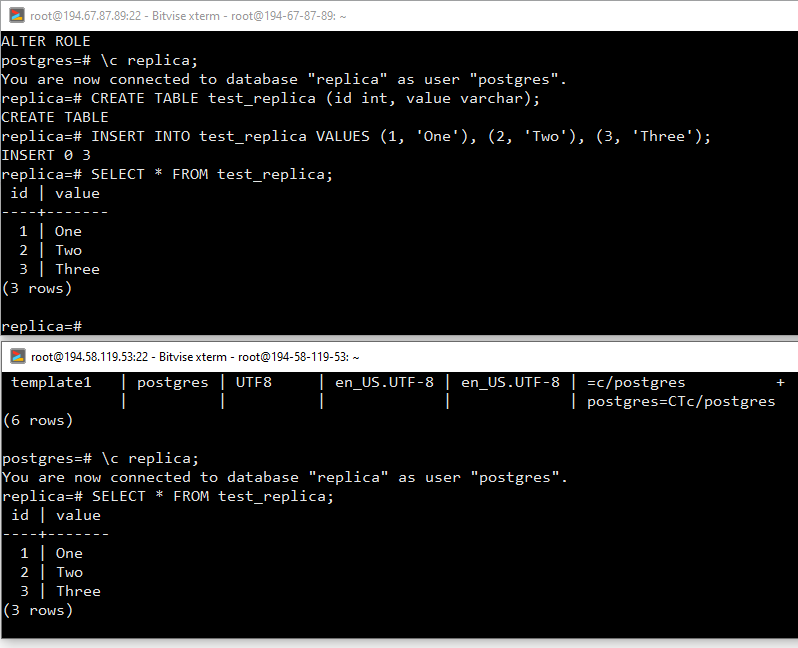 root@194.67.87.89:22 - Bitvise xterm - root@194-67-87-89: ~
ALTER ROLE
postgres=# \c replica;
You are now connected to database "replica" as user "postgres".
replica=# CREATE TABLE test_replica (id int, value varchar);
CREATE TABLE
replica=# INSERT INTO test_replica VALUES (1, 'One'), (2, 'Two'), (3, 'Three');
INSERT 0 3
replica=# SELECT * FROM test_replica;
 id | value
----+-------
  1 | One
  2 | Two
  3 | Three
(3 rows)

replica=#
root@194.58.119.53:22 - Bitvise xterm - root@194-58-119-53: ~
 template1   | postgres | UTF8     | en_US.UTF-8 | en_US.UTF-8 | =c/postgres          +
             |          |          |             |             | postgres=CTc/postgres
(6 rows)

postgres=# \c replica;
You are now connected to database "replica" as user "postgres".
replica=# SELECT * FROM test_replica;
 id | value
----+-------
  1 | One
  2 | Two
  3 | Three
(3 rows)